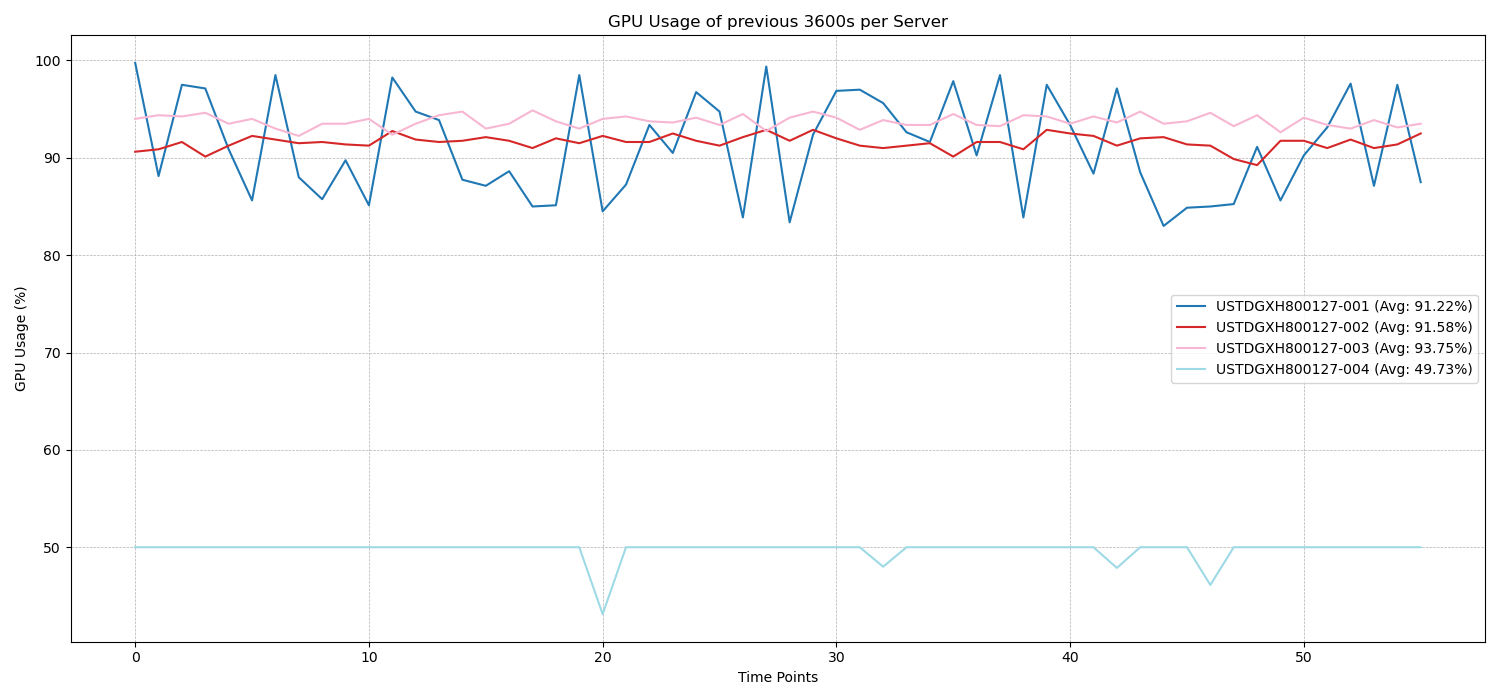 GPU Usage of previous 3600s per Server
GPU Usage (%)
100
90
80
70
60
50
USTDGXH800127-001 (Avg: 91.22%)
USTDGXH800127-002 (Avg: 91.58%)
USTDGXH800127-003 (Avg: 93.75%)
USTDGXH800127-004 (Avg: 49.73%)
0 10 20 30 40 50
Time Points